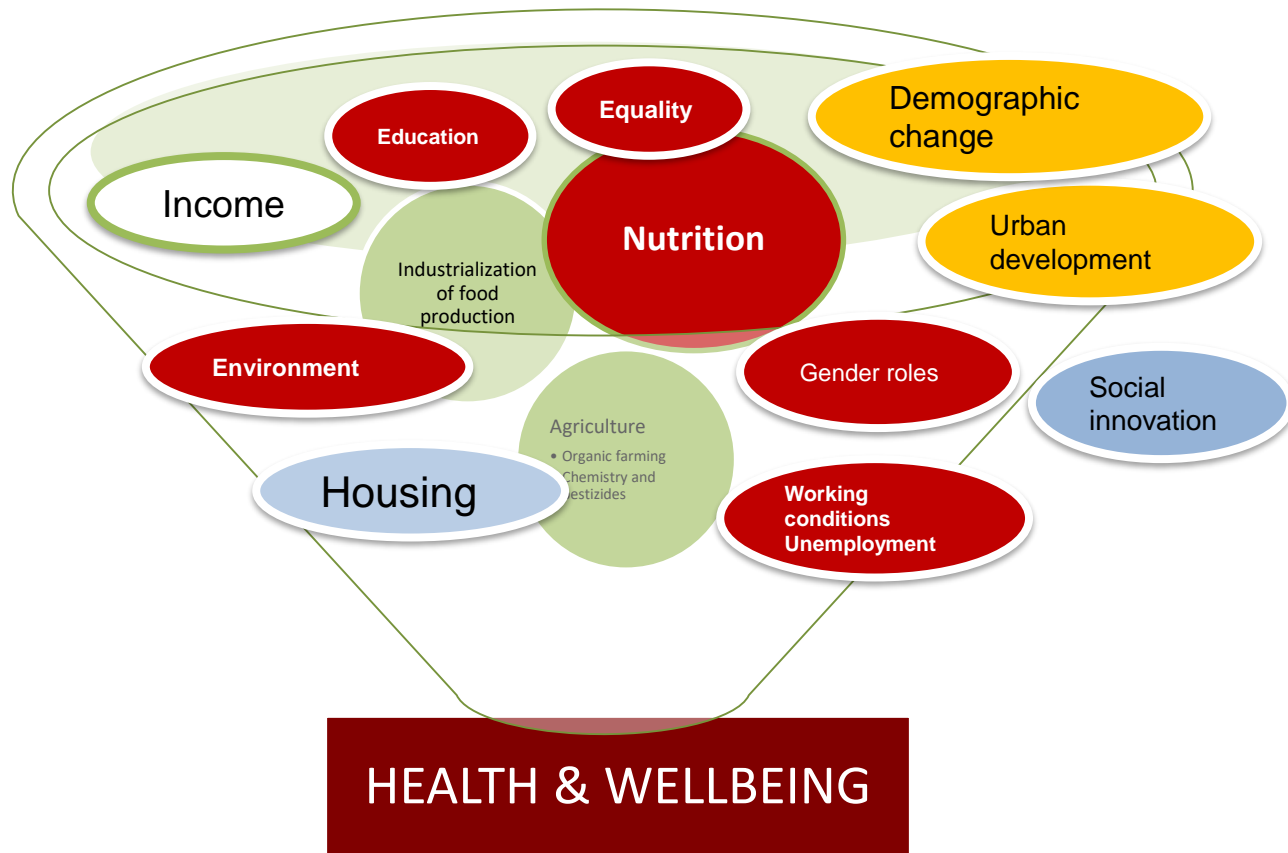 Demographic
change
Equality
Education
Income
Nutrition
Urban
development
Industrialization
of food
production
Environment
Gender roles
Social
innovation
Agriculture
• Organic farming
Chemistry and
estizides
Housing
Working
conditions
Unemployment
HEALTH & WELLBEING